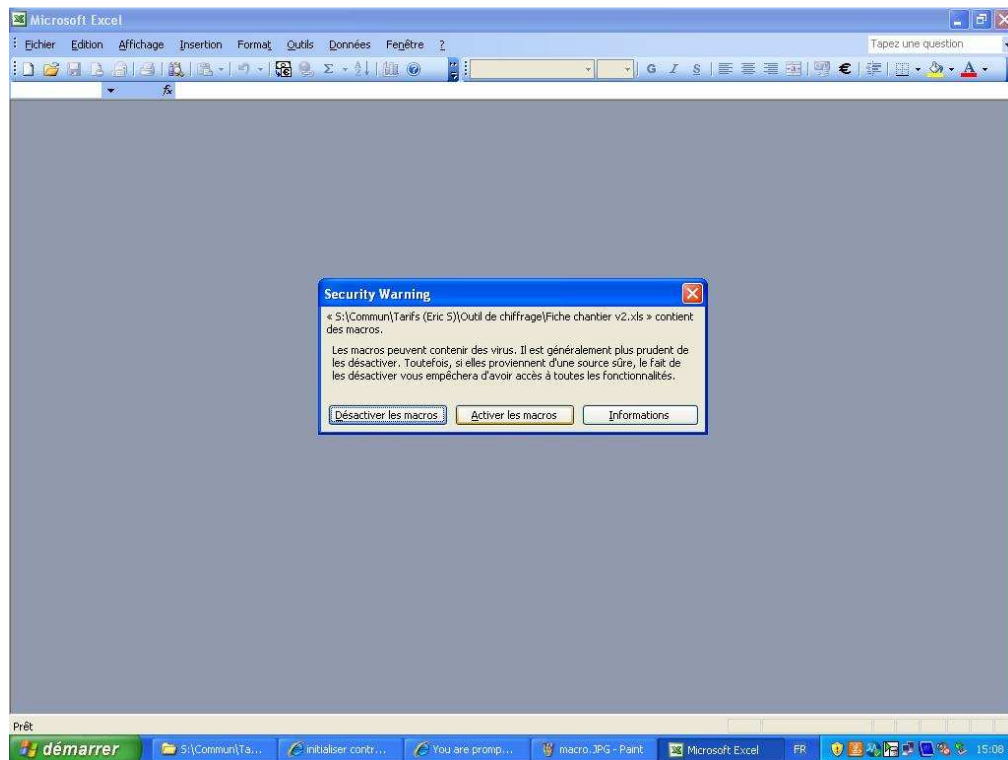 Microsoft Excel
Fichier Edition Affichage Insertion Format Outils Données Fenêtre ?
Tapez une question
G I S
€
A
fx
Security Warning
« S:\Commun\Tarifs (Eric S)\Outil de chiffrage\Fiche chantier v2.xls » contient
des macros.
Les macros peuvent contenir des virus. Il est généralement plus prudent de
les désactiver. Toutefois, si elles proviennent d'une source sûre, le fait de
les désactiver vous empêchera d'avoir accès à toutes les fonctionnalités.
Désactiver les macros Activer les macros Informations
Prêt
démarrer S:\Commun\Ta... initialiser contr... You are promp... macro.JPG - Paint Microsoft Excel FR 15:08